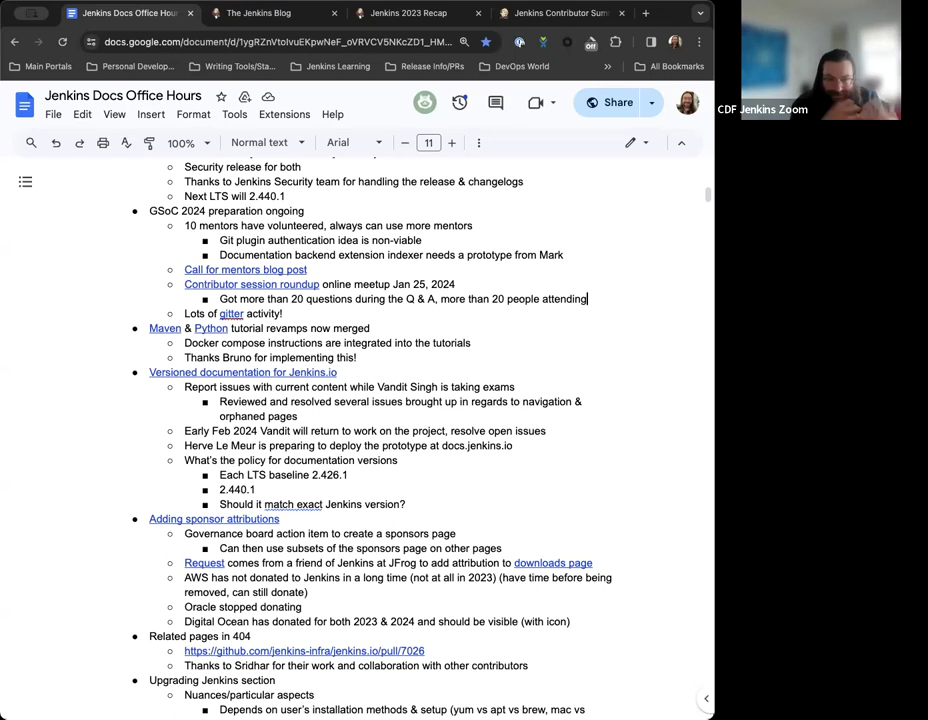 Jenkins Docs Office Hou
The Jenkins Blog
Jenkins 2023 Recap
Jenkins Contributor Sum
docs.google.com/document/d/1ygRZnVtoIvuEKpwNeF_oVRVCV5NKcZD1_HM...
Off
Main Portals
Personal Develop...
Writing Tools/Sta...
Jenkins Learning
Release Info/PRs
DevOps World
All Bookmarks
Jenkins Docs Office Hours
File Edit View Insert Format Tools Extensions Help
Share
100% Normal text Arial 11
Security release for both
Thanks to Jenkins Security team for handling the release & changelogs
Next LTS will 2.440.1
GSoC 2024 preparation ongoing
10 mentors have volunteered, always can use more mentors
Git plugin authentication idea is non-viable
Documentation backend extension indexer needs a prototype from Mark
Call for mentors blog post
Contributor session roundup online meetup Jan 25, 2024
Got more than 20 questions during the Q & A, more than 20 people attending
Lots of gitter activity!
Maven & Python tutorial revamps now merged
Docker compose instructions are integrated into the tutorials
Thanks Bruno for implementing this!
Versioned documentation for Jenkins.io
Report issues with current content while Vandit Singh is taking exams
Reviewed and resolved several issues brought up in regards to navigation &
orphaned pages
Early Feb 2024 Vandit will return to work on the project, resolve open issues
Herve Le Meur is preparing to deploy the prototype at docs.jenkins.io
What's the policy for documentation versions
Each LTS baseline 2.426.1
2.440.1
Should it match exact Jenkins version?
Adding sponsor attributions
Governance board action item to create a sponsors page
Can then use subsets of the sponsors page on other pages
Request comes from a friend of Jenkins at JFrog to add attribution to downloads page
AWS has not donated to Jenkins in a long time (not at all in 2023) (have time before being
removed, can still donate)
Oracle stopped donating
Digital Ocean has donated for both 2023 & 2024 and should be visible (with icon)
Related pages in 404
https://github.com/jenkins-infra/jenkins.io/pull/7026
Thanks to Sridhar for their work and collaboration with other contributors
Upgrading Jenkins section
Nuances/particular aspects
Depends on user's installation methods & setup (yum vs apt vs brew, mac vs
CDF Jenkins Zoom